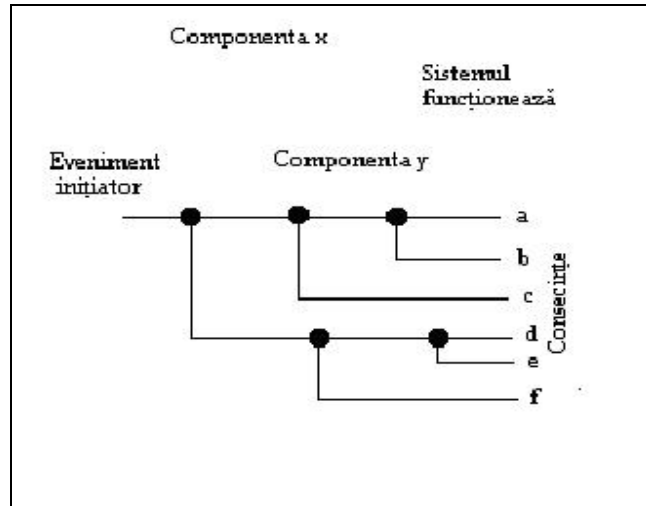 Componenta x
Sistemul
funcționează
Eveniment
inițiator
Componenta y
a
b
c
d
e
f
Consecințe